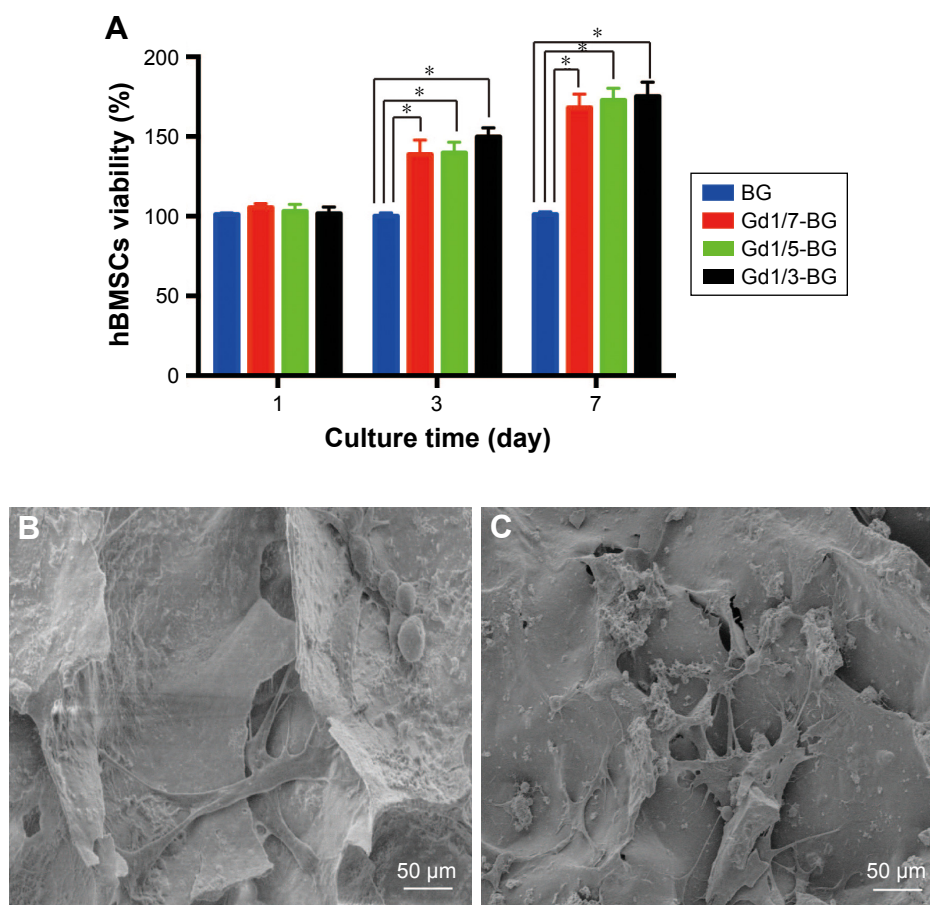 A
hBMSCs viability (%)
200
150
100
50
0
* * * * * *
1 3 7
Culture time (day)
BG
Gd1/7-BG
Gd1/5-BG
Gd1/3-BG
B
50 µm
C
50 µm